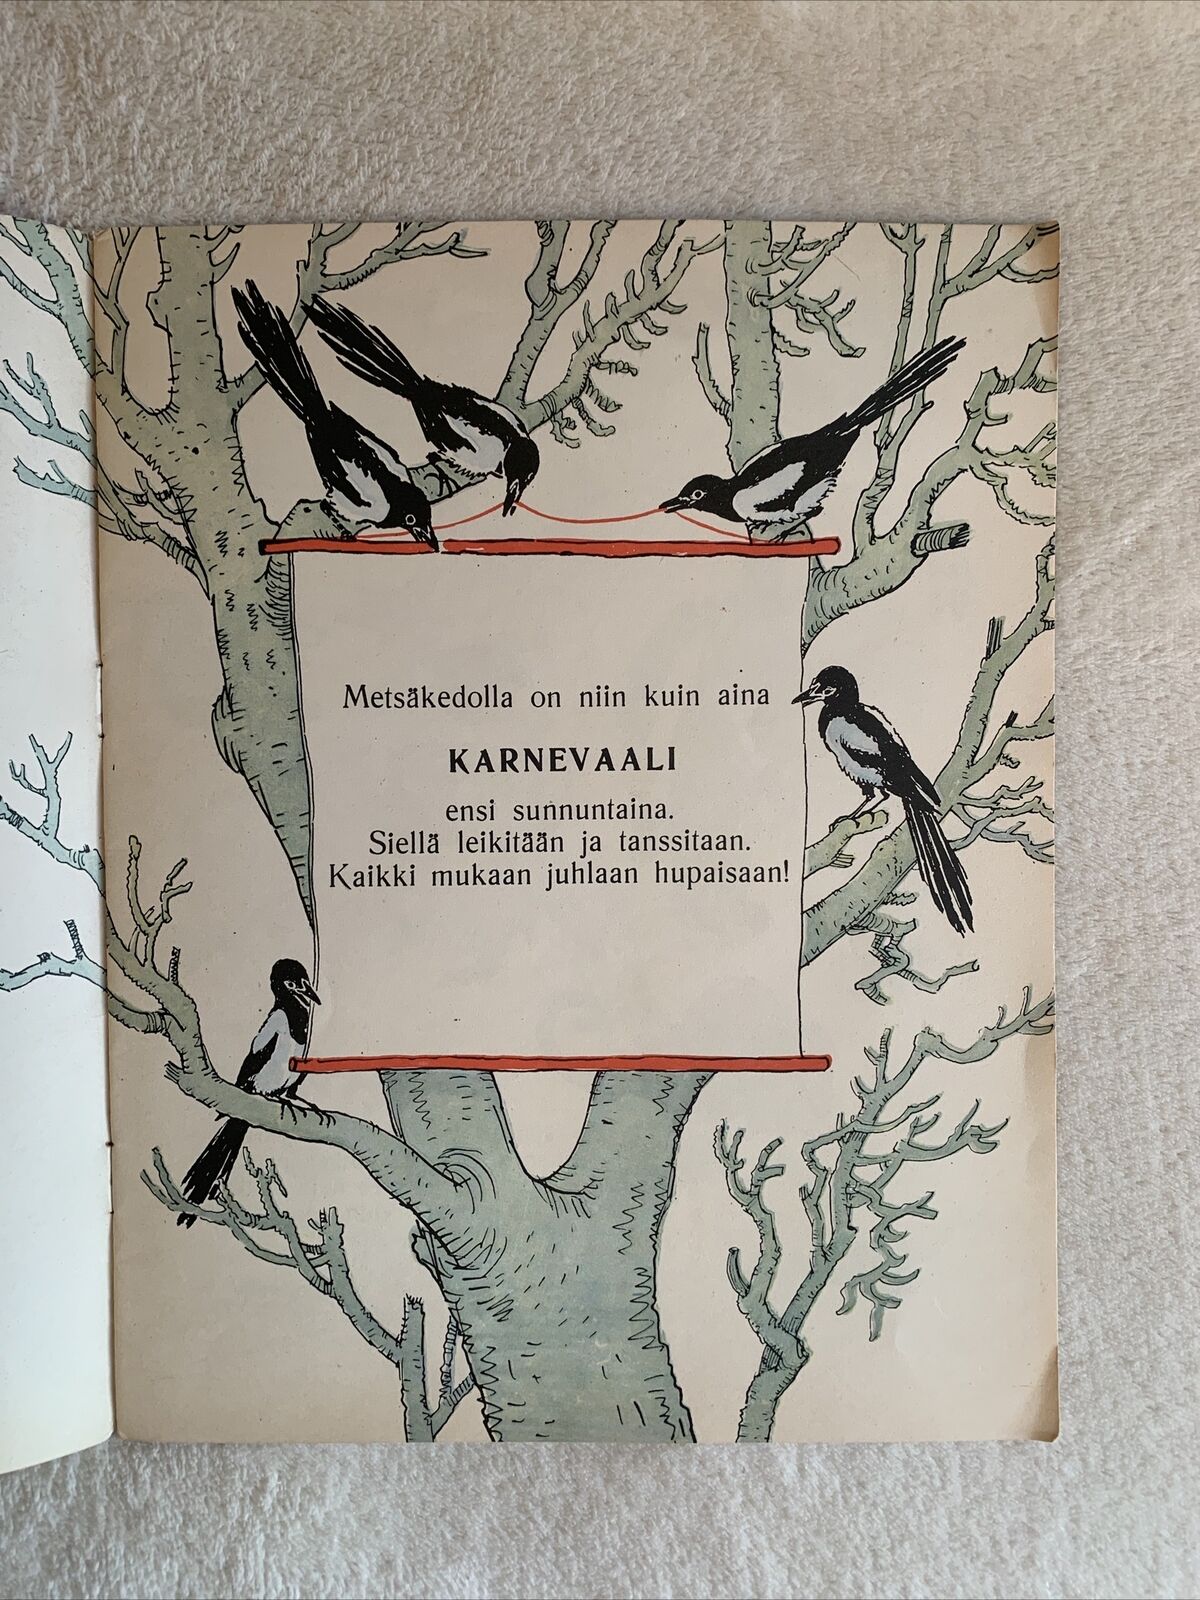 Metsäkedolla on niin kuin aina
KARNEVAALI
ensi sunnuntaina.
Siellä leikitään ja tanssitaan.
Kaikki mukaan juhlaan hupaisaan!